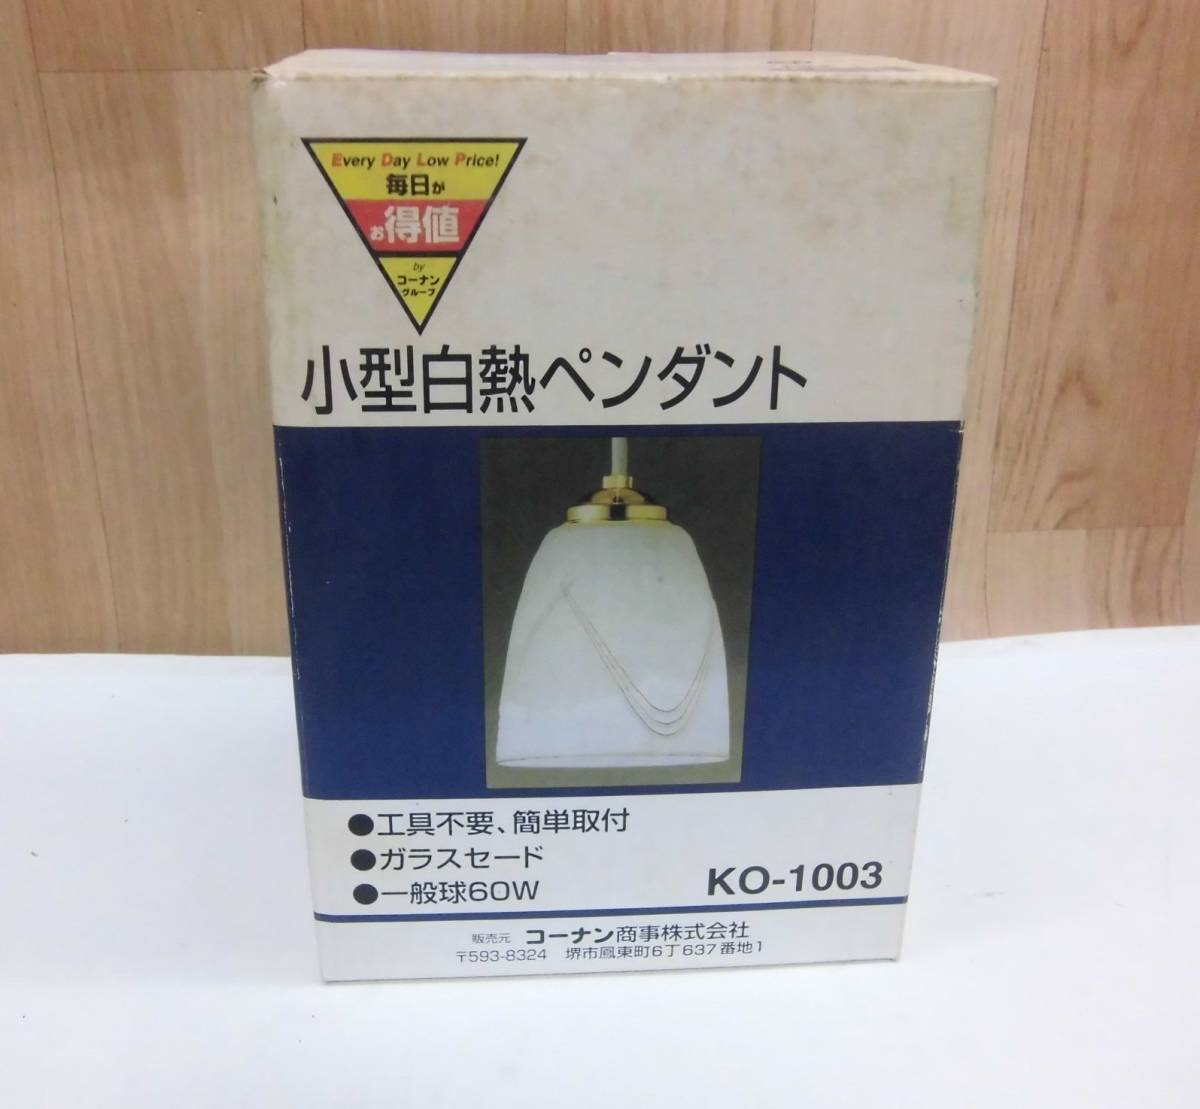 Every Day Low Price!
毎日が
お得値
by
コーナン
グループ
小型白熱ペンダント
●工具不要、簡単取付
●ガラスセード
●一般球60W
KO-1003
販売元 コーナン商事株式会社
〒593-8324 堺市鳳東町6丁637番地1